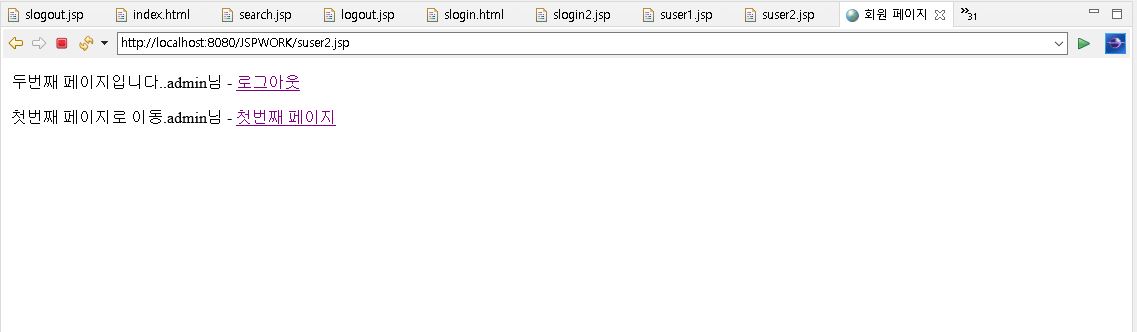 slogout.jsp index.html search.jsp logout.jsp slogin.html slogin2.jsp suser1.jsp suser2.jsp 회원 페이지 31
http://localhost:8080/JSPWORK/suser2.jsp
두번째 페이지입니다..admin님 - 로그아웃
첫번째 페이지로 이동.admin님 - 첫번째 페이지